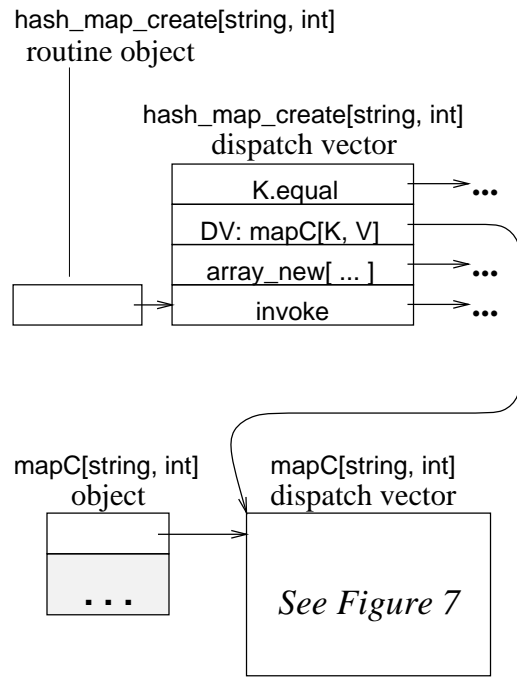 hash_map_create[string, int]
routine object
hash_map_create[string, int]
dispatch vector
K.equal
...
DV: mapC[K, V]
array_new[ ... ]
...
invoke
...
mapC[string, int]
object
mapC[string, int]
dispatch vector
. . .
See Figure 7